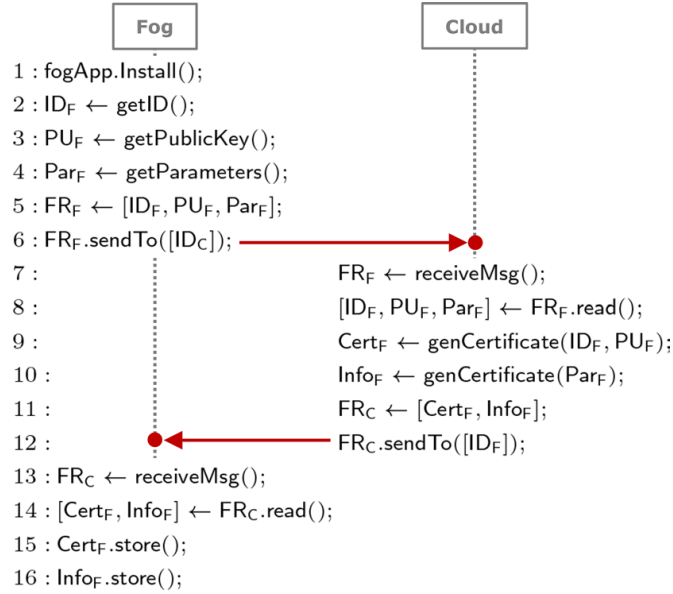 Fog Cloud
1 : fogApp.Install();
2 : ID_F ← getID();
3 : PU_F ← getPublicKey();
4 : Par_F ← getParameters();
5 : FR_F ← [ID_F, PU_F, Par_F];
6 : FR_F.sendTo([ID_C]);
7 : FR_F ← receiveMsg();
8 : [ID_F, PU_F, Par_F] ← FR_F.read();
9 : Cert_F ← genCertificate(ID_F, PU_F);
10 : Info_F ← genCertificate(Par_F);
11 : FR_C ← [Cert_F, Info_F];
12 : FR_C.sendTo([ID_F]);
13 : FR_C ← receiveMsg();
14 : [Cert_F, Info_F] ← FR_C.read();
15 : Cert_F.store();
16 : Info_F.store();